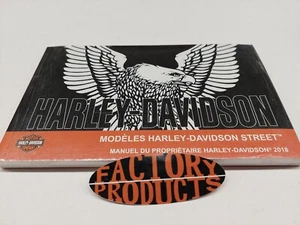 HARLEY-DAVIDSON
MODÈLES HARLEY-DAVIDSON STREET™
MANUEL DU PROPRIÉTAIRE HARLEY-DAVIDSON® 2018
FACTORY
PRODUCTS